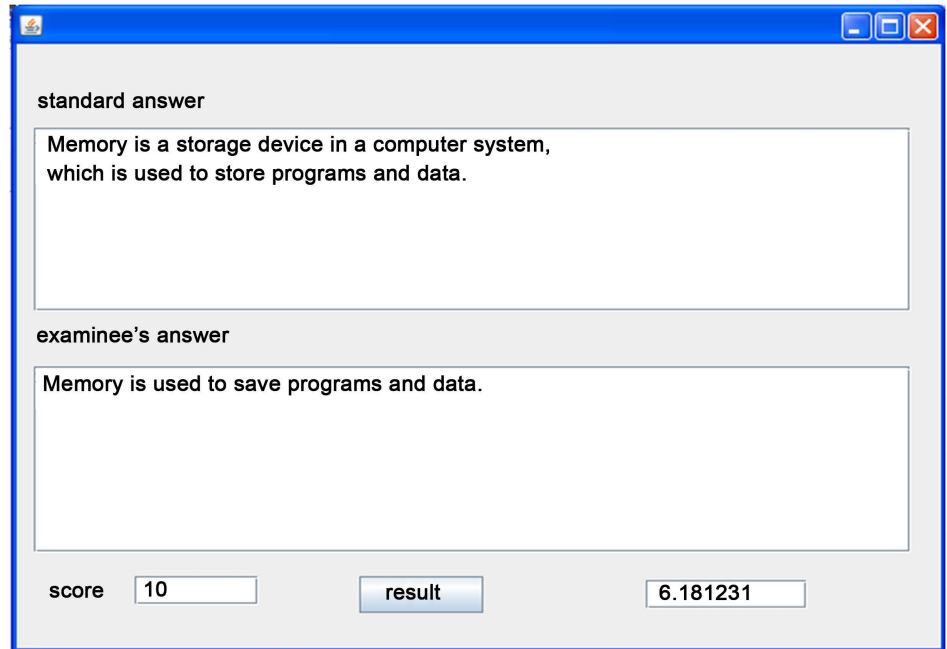 standard answer
Memory is a storage device in a computer system,
which is used to store programs and data.
examinee’s answer
Memory is used to save programs and data.
score 10 result 6.181231